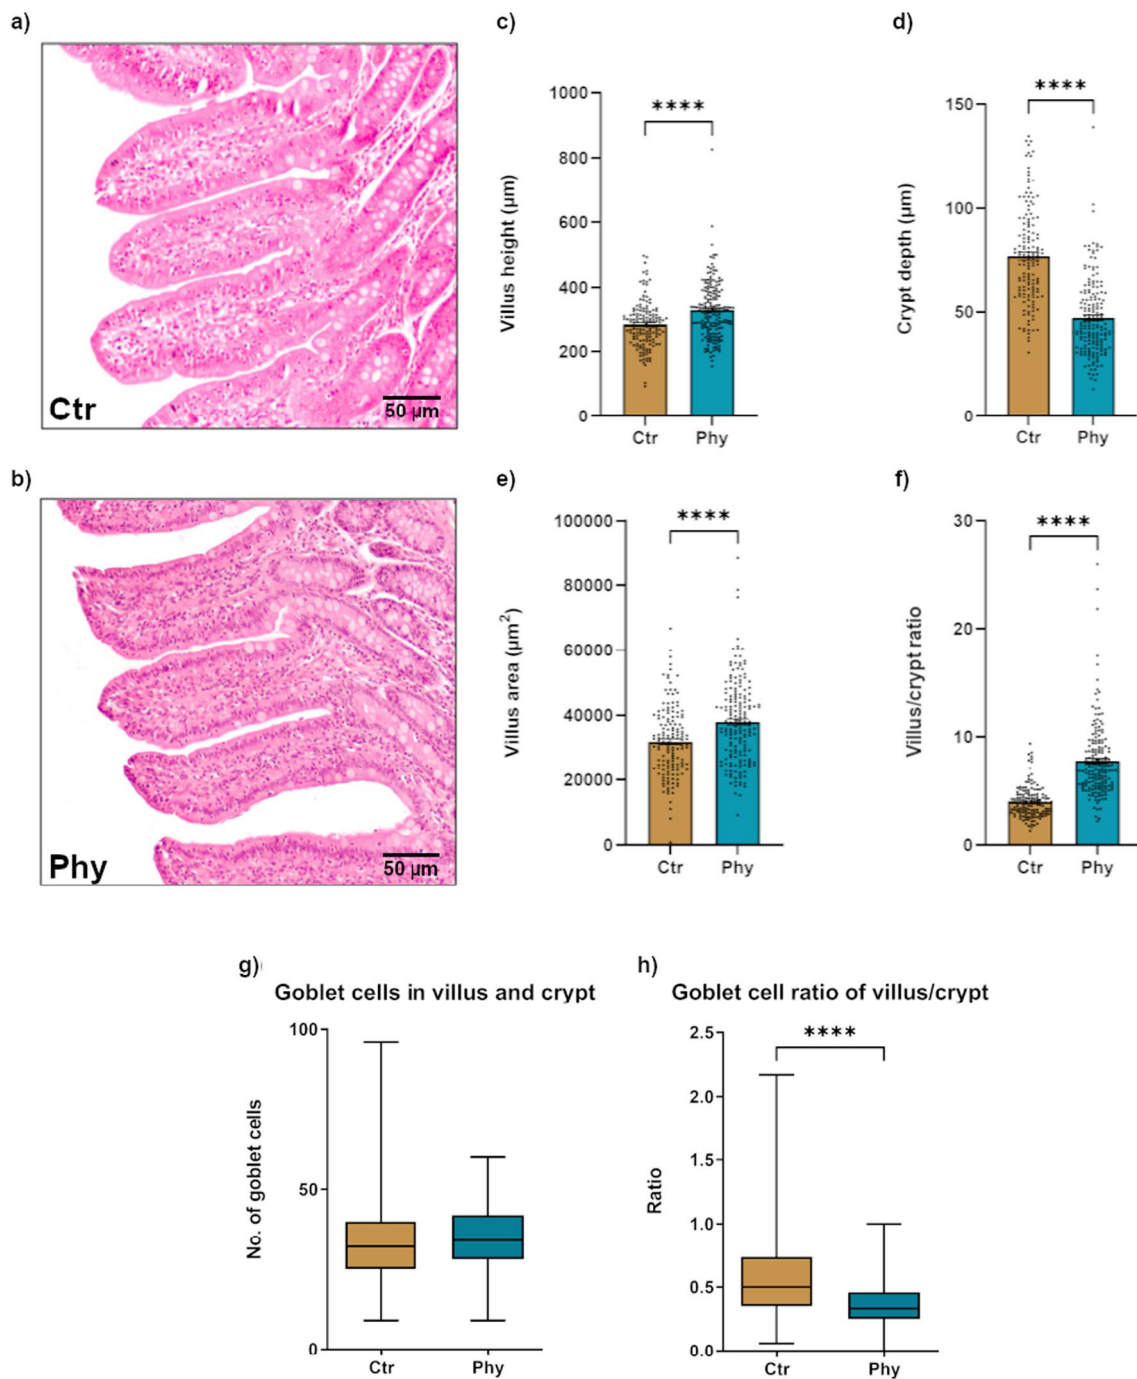 a)
Ctr
50 µm
b)
Phy
50 µm
c)
Villus height (µm)
1000
800
600
400
200
0
****
Ctr Phy
d)
Crypt depth (µm)
150
100
50
0
****
Ctr Phy
e)
Villus area (µm²)
100000
80000
60000
40000
20000
0
****
Ctr Phy
f)
Villus/crypt ratio
30
20
10
0
****
Ctr Phy
g)
Goblet cells in villus and crypt
No. of goblet cells
100
50
0
Ctr Phy
h)
Goblet cell ratio of villus/crypt
Ratio
2.5
2.0
1.5
1.0
0.5
0.0
****
Ctr Phy